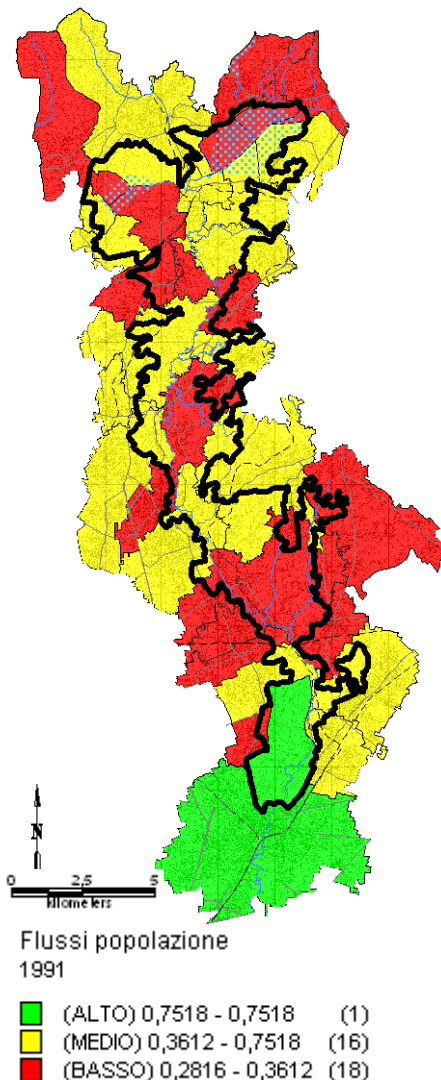 N
0 2,5 5
kilometers
Flussi popolazione
1991
(ALTO) 0,7518 - 0,7518 (1)
(MEDIO) 0,3612 - 0,7518 (16)
(BASSO) 0,2816 - 0,3612 (18)